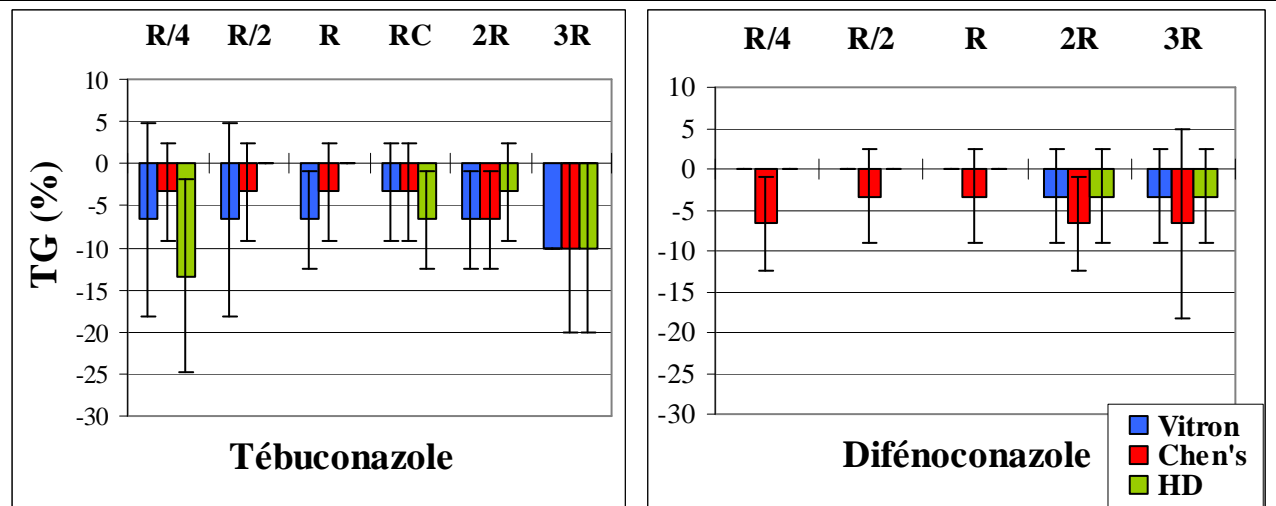 R/4 R/2 R RC 2R 3R
10
5
0
-5
-10
-15
-20
-25
-30
TG (%)
Tébuconazole
R/4 R/2 R 2R 3R
10
5
0
-5
-10
-15
-20
-25
-30
Difénoconazole
Vitron
Chen's
HD